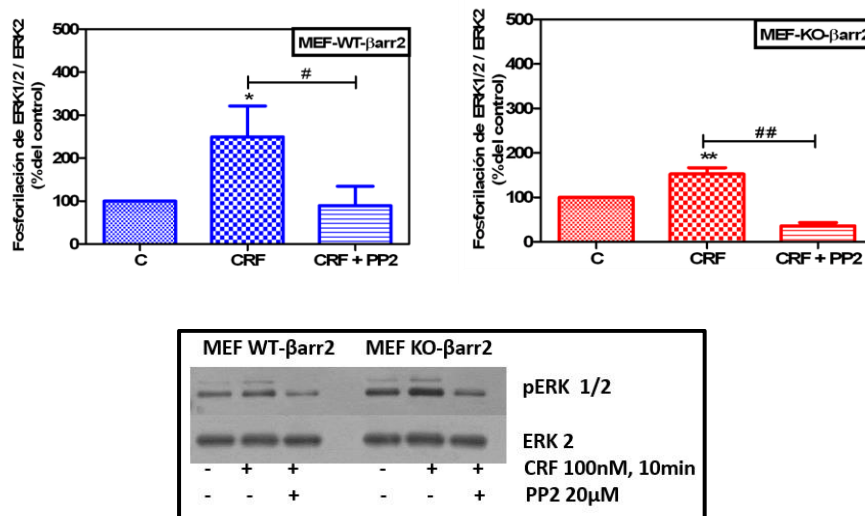 Fosforilación de ERK1/2 / ERK2
(%del control)
500
400
300
200
100
0
MEF-WT-βarr2
#
*
C
CRF
CRF + PP2
Fosforilación de ERK1/2 / ERK2
(%del control)
500
400
300
200
100
0
MEF-KO-βarr2
##
**
C
CRF
CRF + PP2
MEF WT-βarr2 MEF KO-βarr2
pERK 1/2
ERK 2
- + + - + + CRF 100nM, 10min
- - + - - + PP2 20µM